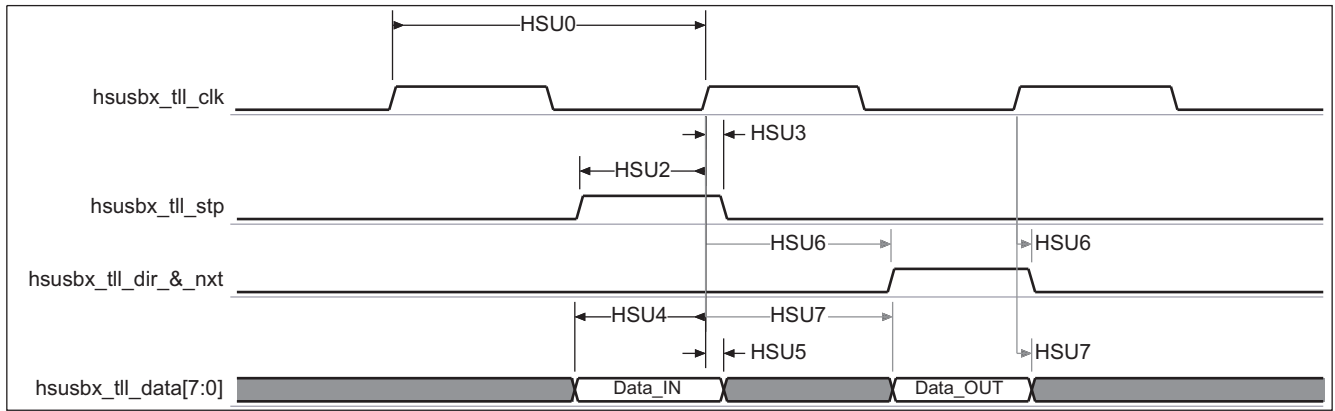 HSU0
hsusbx_tll_clk
HSU3
HSU2
hsusbx_tll_stp
HSU6 HSU6
hsusbx_tll_dir_&_nxt
HSU4 HSU7
HSU5 HSU7
hsusbx_tll_data[7:0] Data_IN Data_OUT